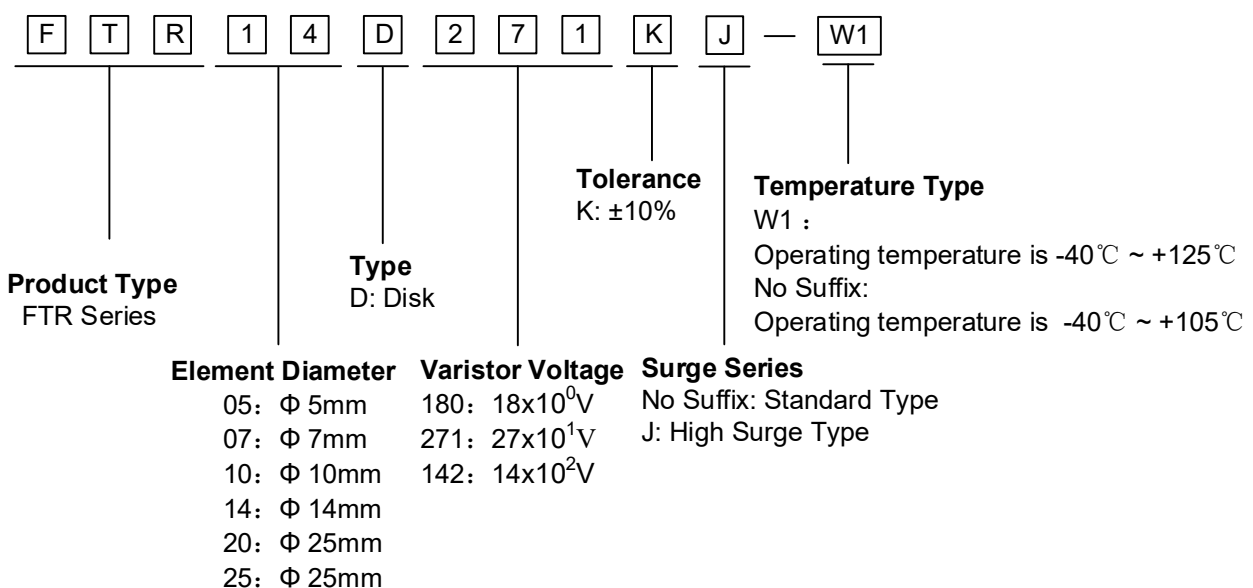 F T R 1 4 D 2 7 1 K J — W1
Tolerance
K: ±10%
Temperature Type
W1 :
Operating temperature is -40℃ ~ +125℃
No Suffix:
Operating temperature is -40℃ ~ +105℃
Type
D: Disk
Product Type
FTR Series
Element Diameter
05：Φ 5mm
07：Φ 7mm
10：Φ 10mm
14：Φ 14mm
20：Φ 25mm
25：Φ 25mm
Varistor Voltage
180：18x10⁰V
271：27x10¹V
142：14x10²V
Surge Series
No Suffix: Standard Type
J: High Surge Type